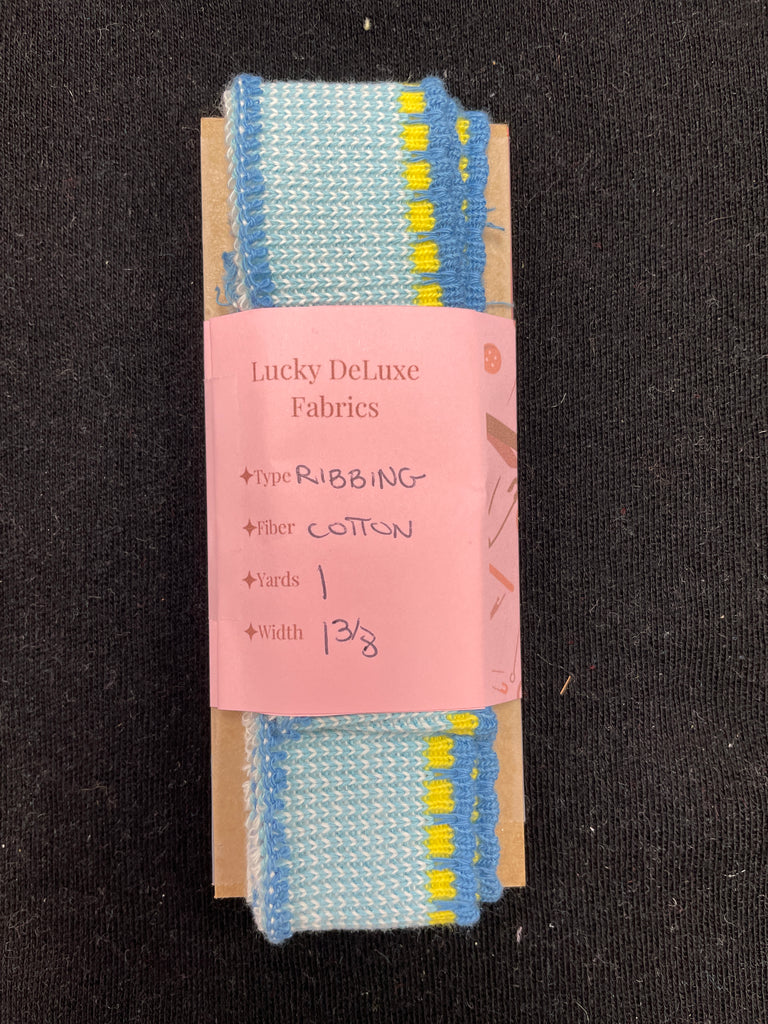 Lucky DeLuxe
Fabrics
Type RIBBING
Fiber COTTON
Yards 1
Width 1 3/8